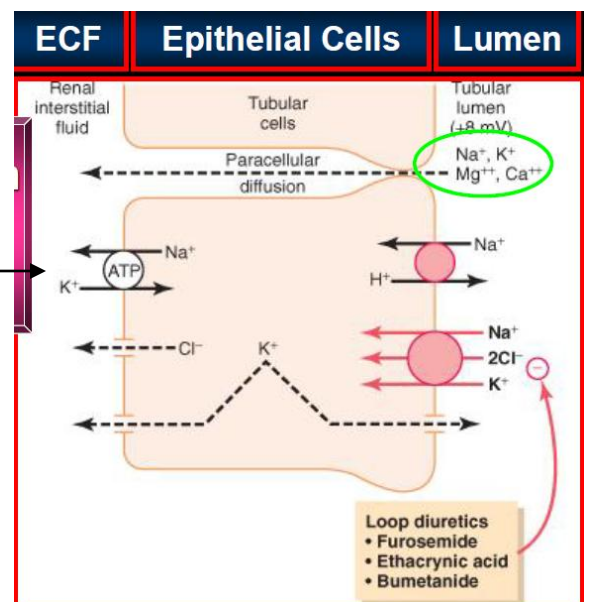 ECF
Epithelial Cells
Lumen
Renal
interstitial
fluid
Tubular
cells
Tubular
lumen
(+8 mV)
Paracellular
diffusion
Na⁺, K⁺
Mg⁺⁺, Ca⁺⁺
Na⁺
ATP
K⁺
Na⁺
H⁺
Cl⁻
K⁺
Na⁺
2Cl⁻
K⁺
−
Loop diuretics
• Furosemide
• Ethacrynic acid
• Bumetanide